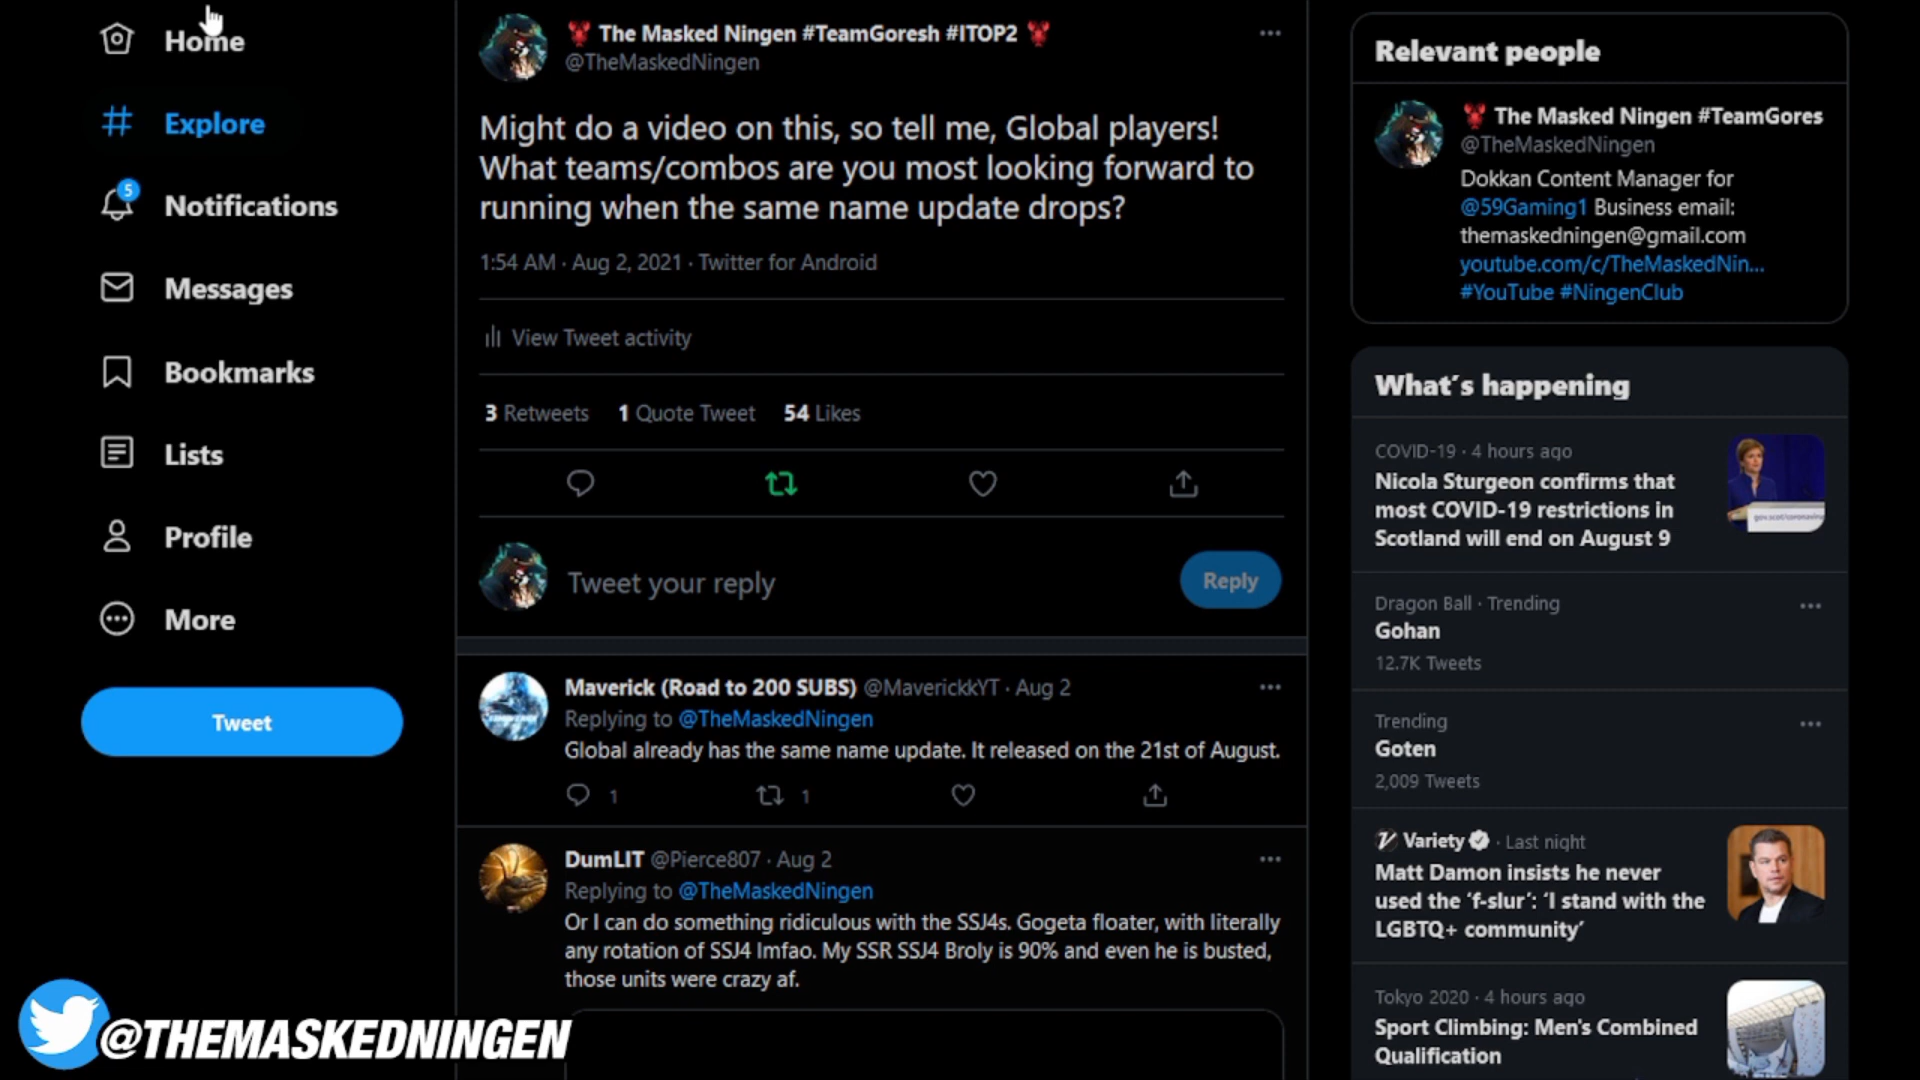 Home
Explore
5
Notifications
Messages
Bookmarks
Lists
Profile
More
Tweet
The Masked Ningen #TeamGoresh #ITOP2
@TheMaskedNingen
Might do a video on this, so tell me, Global players!
What teams/combos are you most looking forward to
running when the same name update drops?
1:54 AM · Aug 2, 2021 · Twitter for Android
View Tweet activity
3 Retweets 1 Quote Tweet 54 Likes
Tweet your reply
Reply
Maverick (Road to 200 SUBS) @MaverickkYT · Aug 2
Replying to @TheMaskedNingen
Global already has the same name update. It released on the 21st of August.
1 1
DumLIT @Pierce807 · Aug 2
Replying to @TheMaskedNingen
Or I can do something ridiculous with the SSJ4s. Gogeta floater, with literally
any rotation of SSJ4 lmfao. My SSR SSJ4 Broly is 90% and even he is busted,
those units were crazy af.
@THEMASKEDNINGEN
Relevant people
The Masked Ningen #TeamGores
@TheMaskedNingen
Dokkan Content Manager for
@59Gaming1 Business email:
themaskedningen@gmail.com
youtube.com/c/TheMaskedNin...
#YouTube #NingenClub
What's happening
COVID-19 · 4 hours ago
Nicola Sturgeon confirms that
most COVID-19 restrictions in
Scotland will end on August 9
Dragon Ball · Trending
Gohan
12.7K Tweets
Trending
Goten
2,009 Tweets
Variety · Last night
Matt Damon insists he never
used the 'f-slur': 'I stand with the
LGBTQ+ community'
Tokyo 2020 · 4 hours ago
Sport Climbing: Men's Combined
Qualification